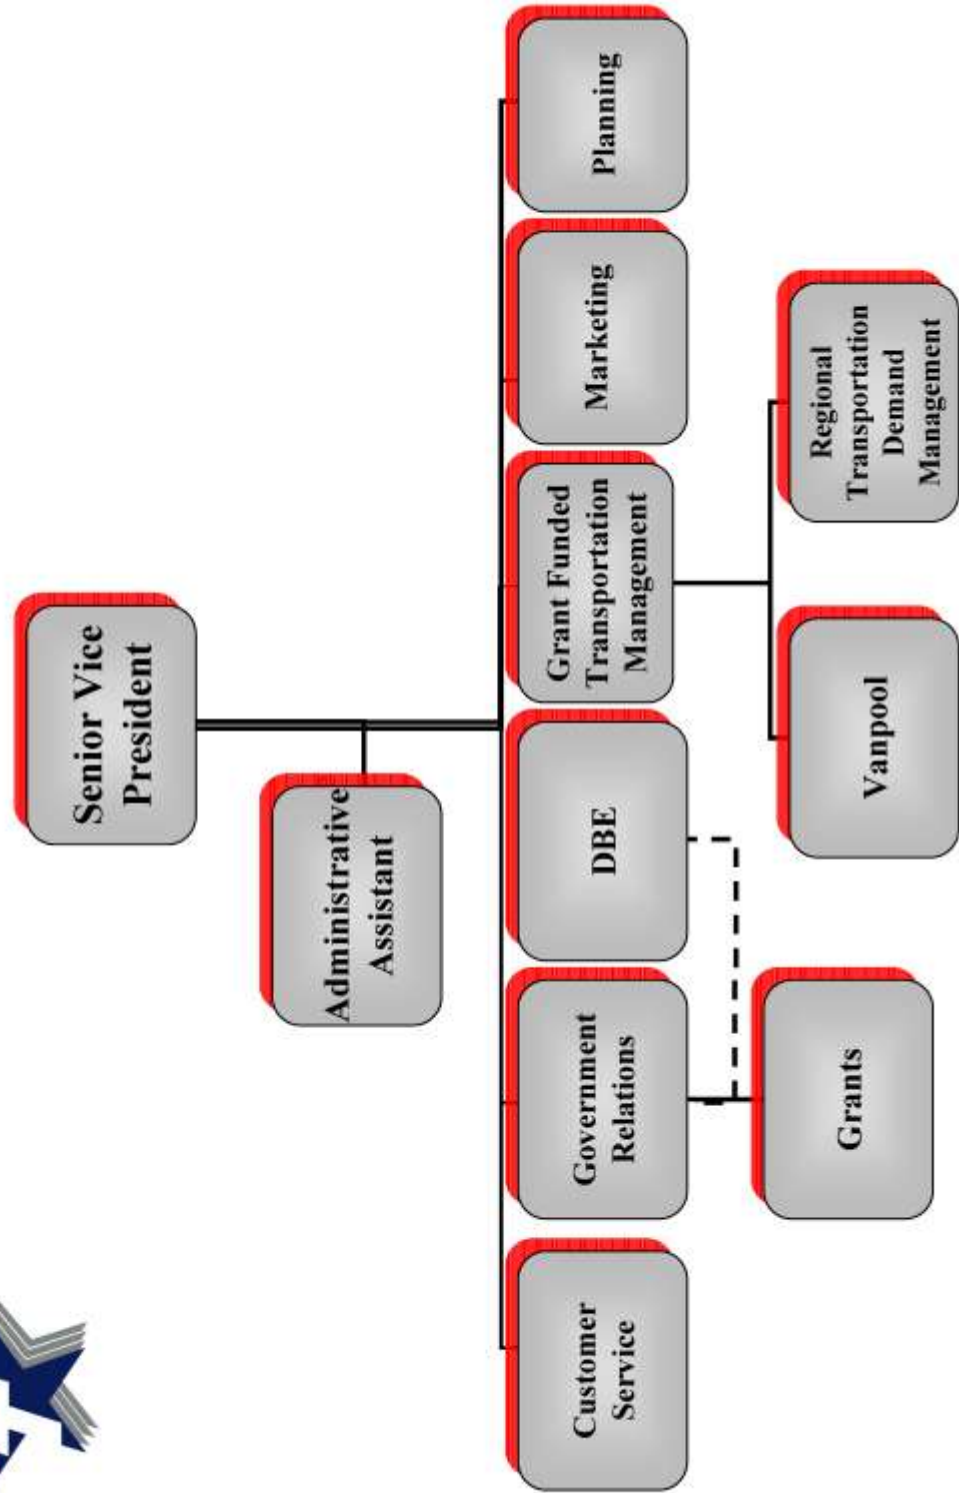 Senior Vice
President
Administrative
Assistant
Customer
Service
Government
Relations
DBE
Grant Funded
Transportation
Management
Marketing
Planning
Grants
Vanpool
Regional
Transportation
Demand
Management